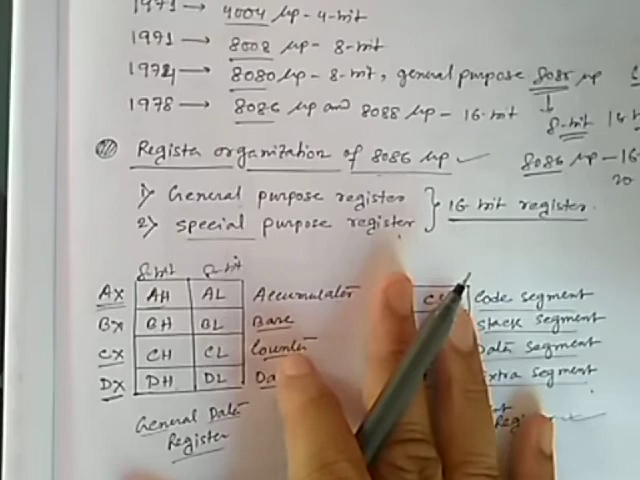 1971 → 4004 μp - 4-bit
1971 → 8008 μp - 8-bit
1974 → 8080 μp - 8-bit, general purpose 8085 μp
1978 → 8086 μp and 8088 μp - 16-bit
8-bit
Register organization of 8086 μp
8086 μp - 16
20
1) General purpose register
2) special purpose register
16 bit register.
8-bit 8-bit
AX AH AL Accumulator
Code segment
BX BH BL Base
Stack segment
CX CH CL Counter
Data segment
DX DH DL Da
Extra segment
General Data
Register